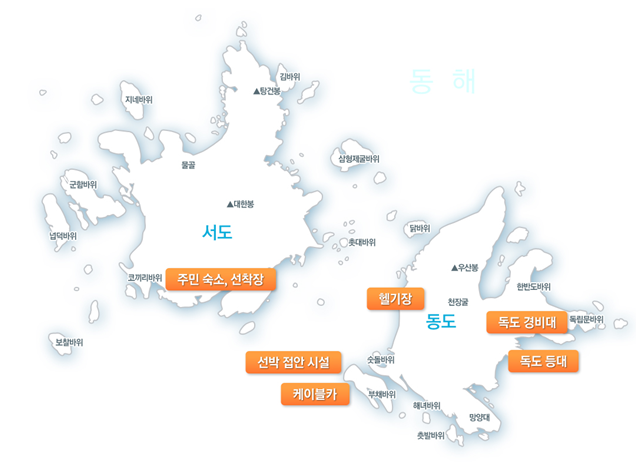 김바위
▲탕건봉
동 해
지네바위
삼형제굴바위
물골
군함바위
▲대한봉
닭바위
서도
넙덕바위
촛대바위
▲우산봉
코끼리바위
주민 숙소, 선착장
한반도바위
헬기장
천장굴
동도
독도 경비대
독립문바위
보찰바위
선박 접안 시설
숫돌바위
독도 등대
케이블카
부채바위
해녀바위
망양대
춧발바위